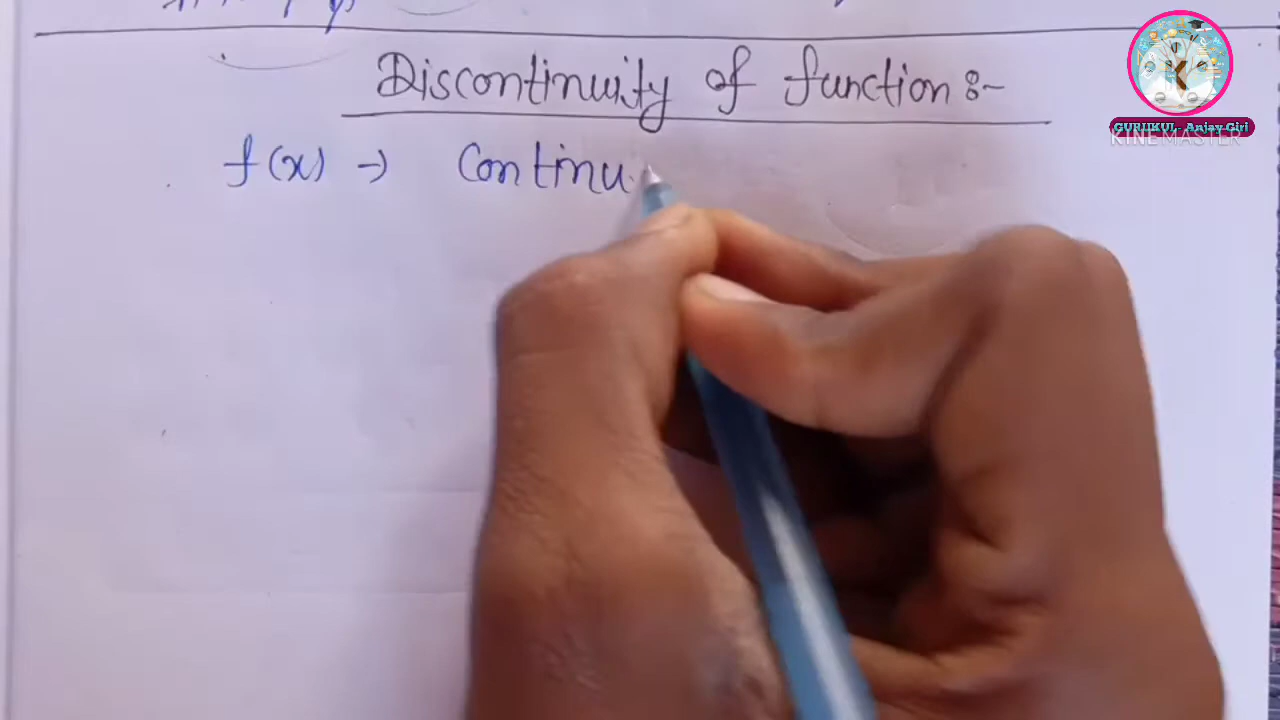 Discontinuity of function :-
f(x) → Continu
GURUKUL - Anjay Giri
KINEMASTER